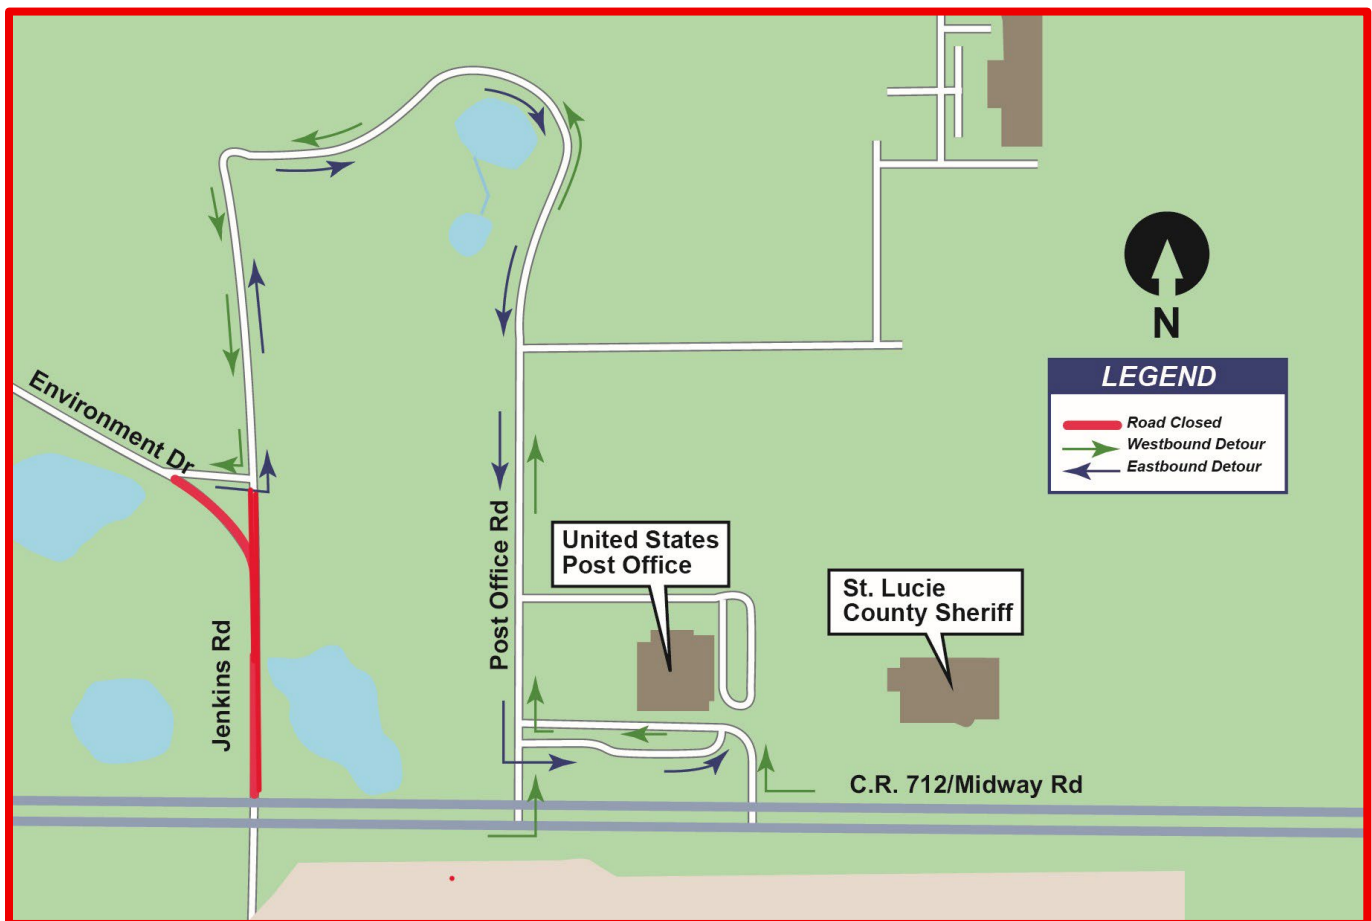 N
LEGEND
Road Closed
Westbound Detour
Eastbound Detour
Environment Dr
Post Office Rd
United States
Post Office
St. Lucie
County Sheriff
Jenkins Rd
C.R. 712/Midway Rd